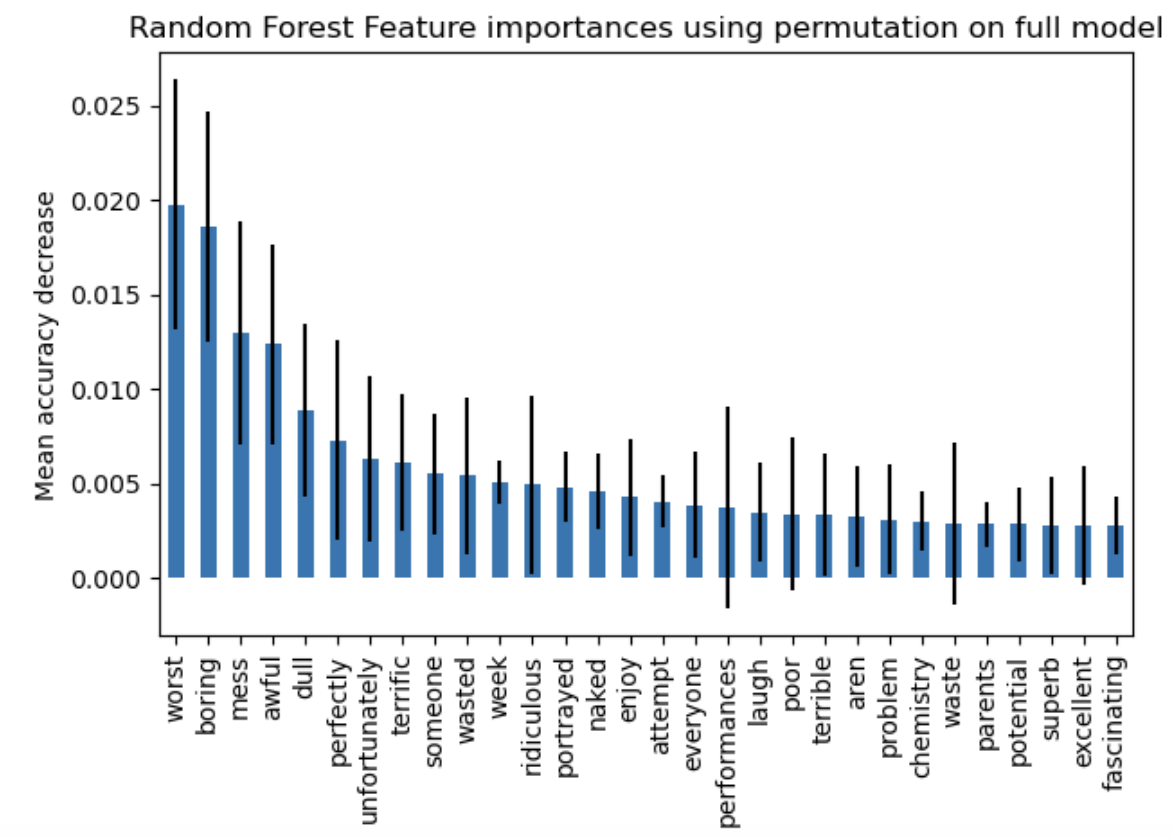 Random Forest Feature importances using permutation on full model
Mean accuracy decrease
0.025
0.020
0.015
0.010
0.005
0.000
worst
boring
mess
awful
dull
perfectly
unfortunately
terrific
someone
wasted
week
ridiculous
portrayed
naked
enjoy
attempt
everyone
performances
laugh
poor
terrible
aren
problem
chemistry
waste
parents
potential
superb
excellent
fascinating